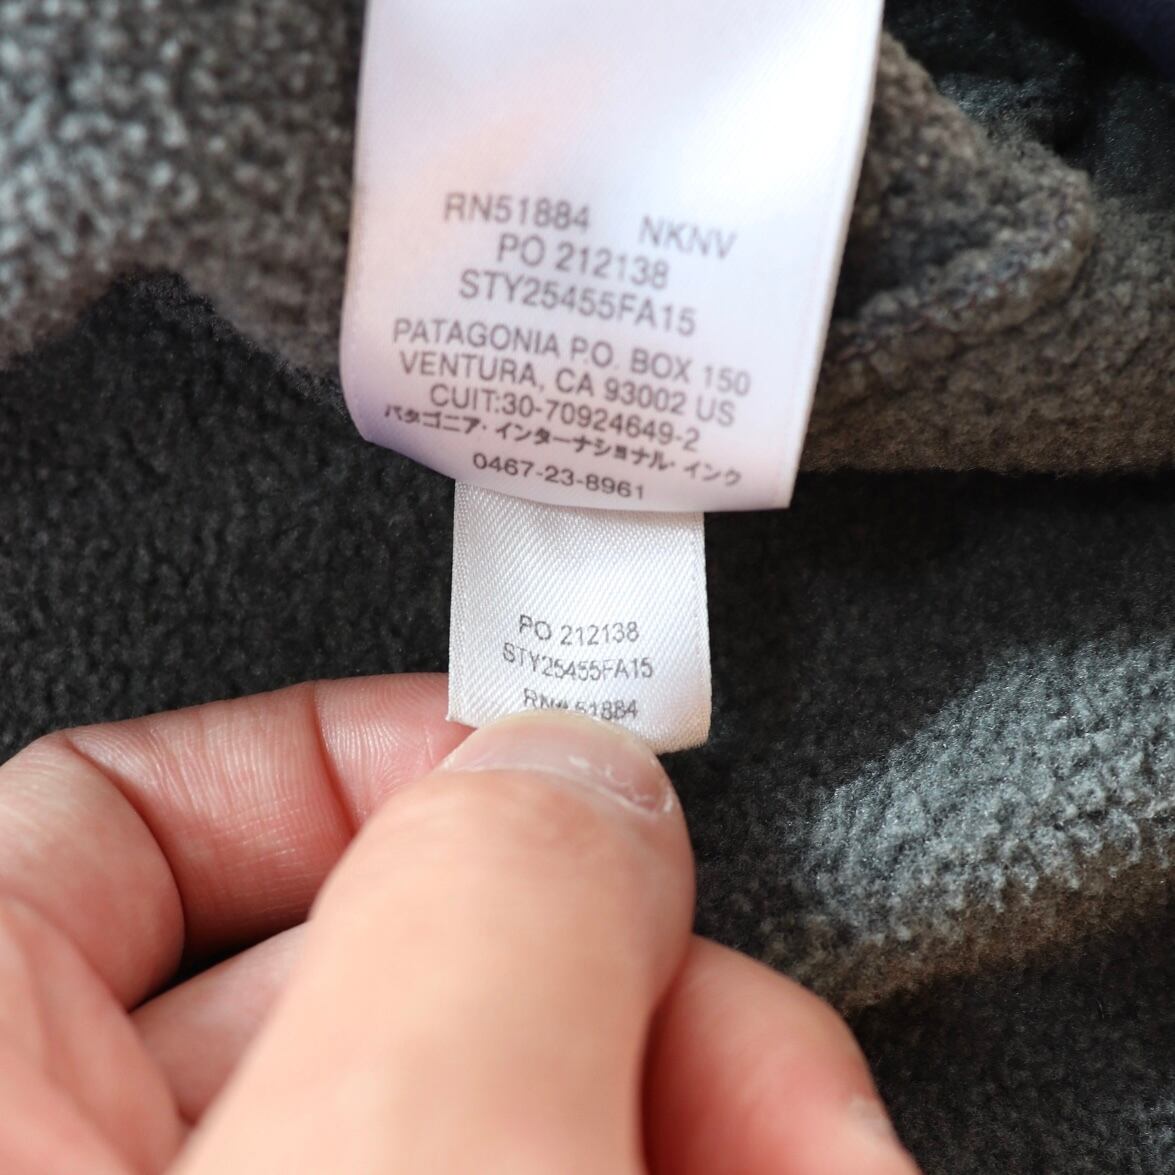 RN51884 NKNV
PO 212138
STY25455FA15
PATAGONIA P.O. BOX 150
VENTURA, CA 93002 US
CUIT:30-70924649-2
パタゴニア・インターナショナル・インク
0467-23-8961
PO 212138
STY25455FA15
51884